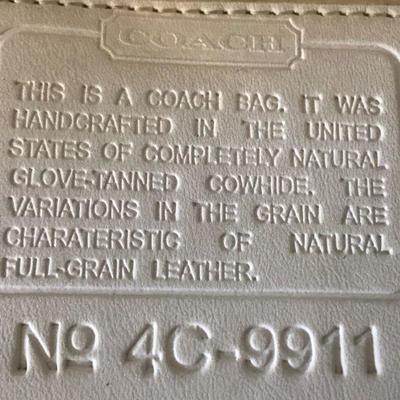 COACH
THIS IS A COACH BAG. IT WAS
HANDCRAFTED IN THE UNITED
STATES OF COMPLETELY NATURAL
GLOVE-TANNED COWHIDE. THE
VARIATIONS IN THE GRAIN ARE
CHARATERISTIC OF NATURAL
FULL-GRAIN LEATHER.
Nº 4C-9911